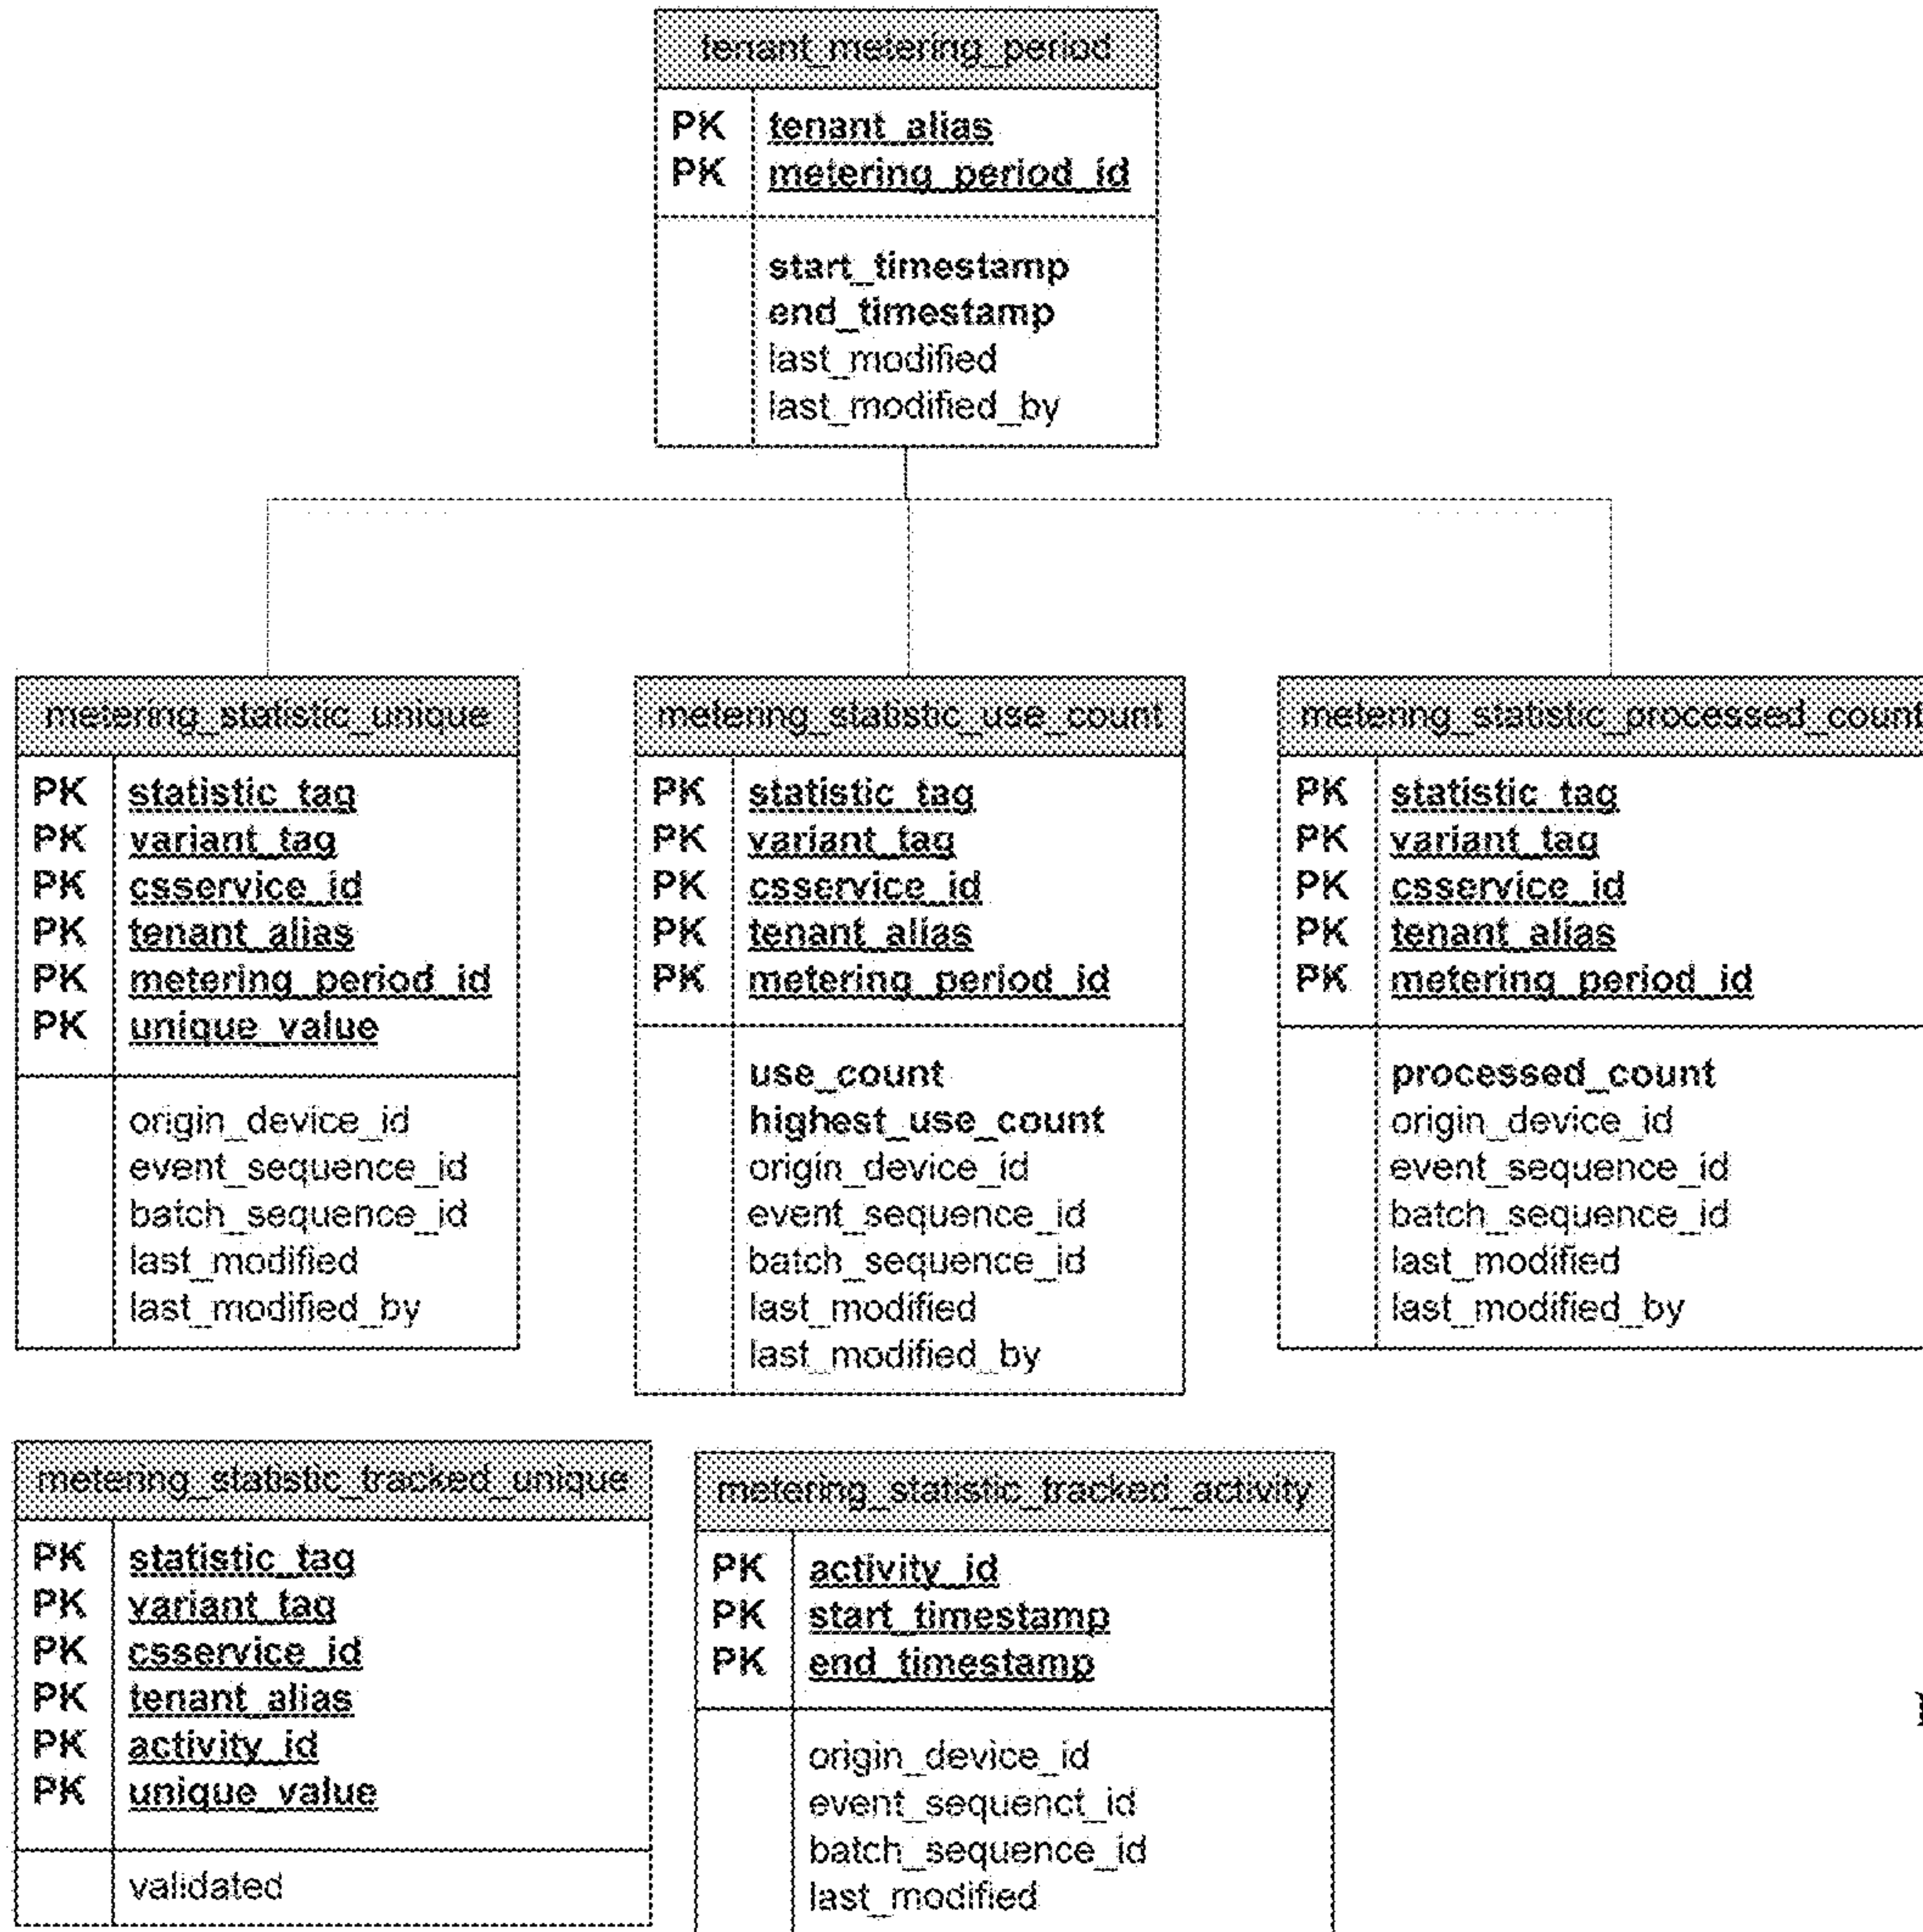 tenant_metering_period
PK tenant_alias
PK metering_period_id
start_timestamp
end_timestamp
last_modified
last_modified_by
metering_statistic_unique
PK statistic_tag
PK variant_tag
PK csservice_id
PK tenant_alias
PK metering_period_id
PK unique_value
origin_device_id
event_sequence_id
batch_sequence_id
last_modified
last_modified_by
metering_statistic_use_count
PK statistic_tag
PK variant_tag
PK csservice_id
PK tenant_alias
PK metering_period_id
use_count
highest_use_count
origin_device_id
event_sequence_id
batch_sequence_id
last_modified
last_modified_by
metering_statistic_processed_count
PK statistic_tag
PK variant_tag
PK csservice_id
PK tenant_alias
PK metering_period_id
processed_count
origin_device_id
event_sequence_id
batch_sequence_id
last_modified
last_modified_by
metering_statistic_tracked_unique
PK statistic_tag
PK variant_tag
PK csservice_id
PK tenant_alias
PK activity_id
PK unique_value
validated
metering_statistic_tracked_activity
PK activity_id
PK start_timestamp
PK end_timestamp
origin_device_id
event_sequenct_id
batch_sequence_id
last_modified